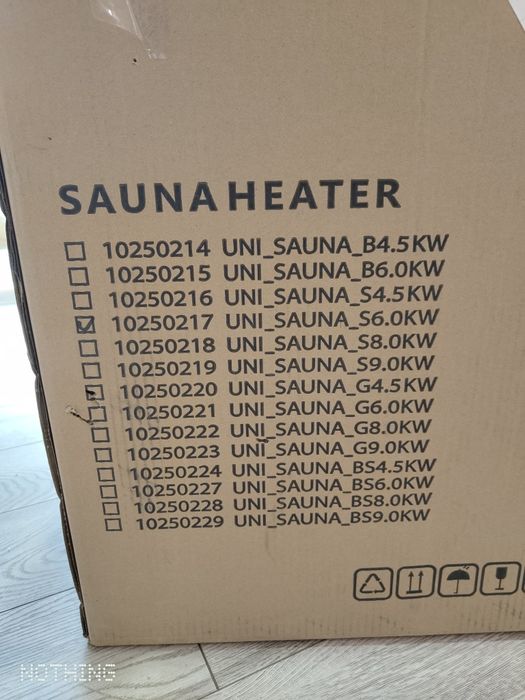 SAUNA HEATER
10250214 UNI_SAUNA_B4.5KW
10250215 UNI_SAUNA_B6.0KW
10250216 UNI_SAUNA_S4.5KW
10250217 UNI_SAUNA_S6.0KW
10250218 UNI_SAUNA_S8.0KW
10250219 UNI_SAUNA_S9.0KW
10250220 UNI_SAUNA_G4.5KW
10250221 UNI_SAUNA_G6.0KW
10250222 UNI_SAUNA_G8.0KW
10250223 UNI_SAUNA_G9.0KW
10250224 UNI_SAUNA_BS4.5KW
10250227 UNI_SAUNA_BS6.0KW
10250228 UNI_SAUNA_BS8.0KW
10250229 UNI_SAUNA_BS9.0KW
NOTHING